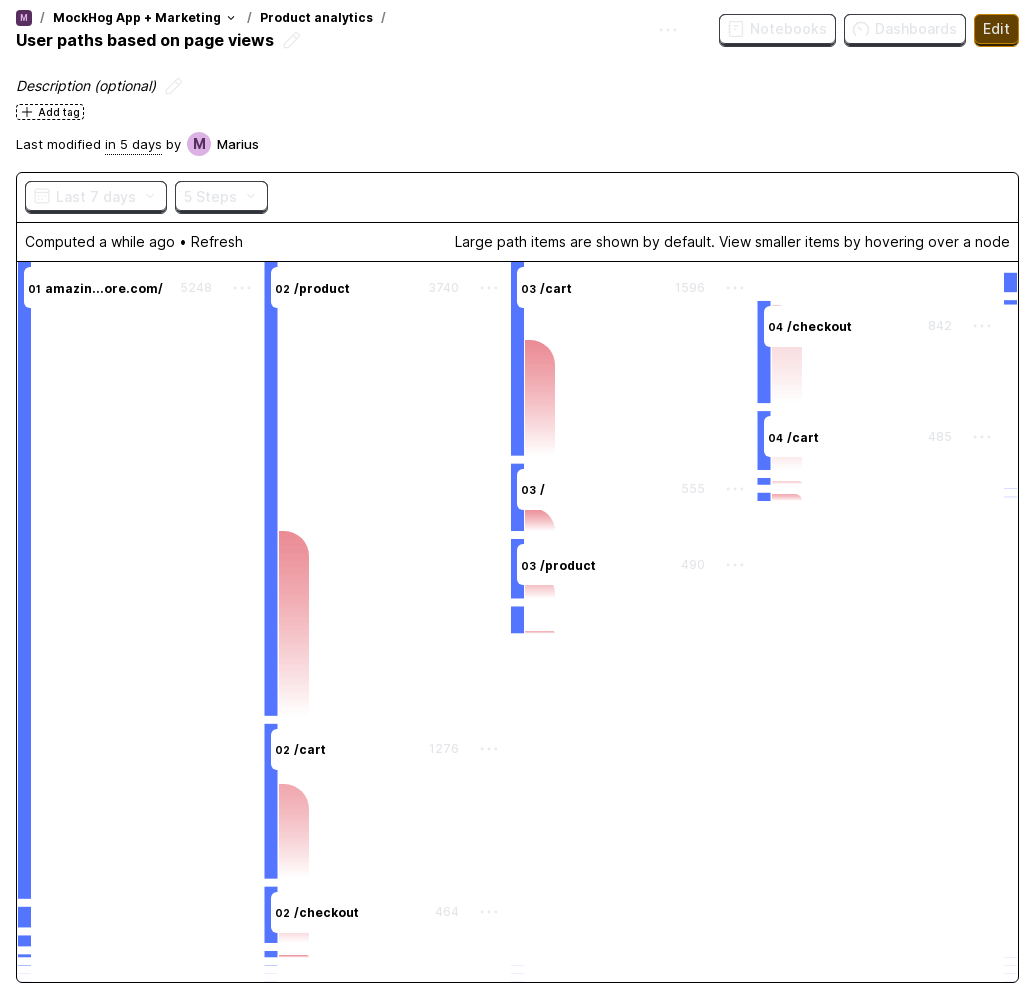 M / MockHog App + Marketing / Product analytics /
User paths based on page views
Notebooks
Dashboards
Edit
Description (optional)
Add tag
Last modified in 5 days by M Marius
Last 7 days
5 Steps
Computed a while ago • Refresh
Large path items are shown by default. View smaller items by hovering over a node
01 amazin...ore.com/ 5248
02 /product 3740
03 /cart 1596
04 /checkout 842
04 /cart 485
03 / 555
03 /product 490
02 /cart 1276
02 /checkout 464